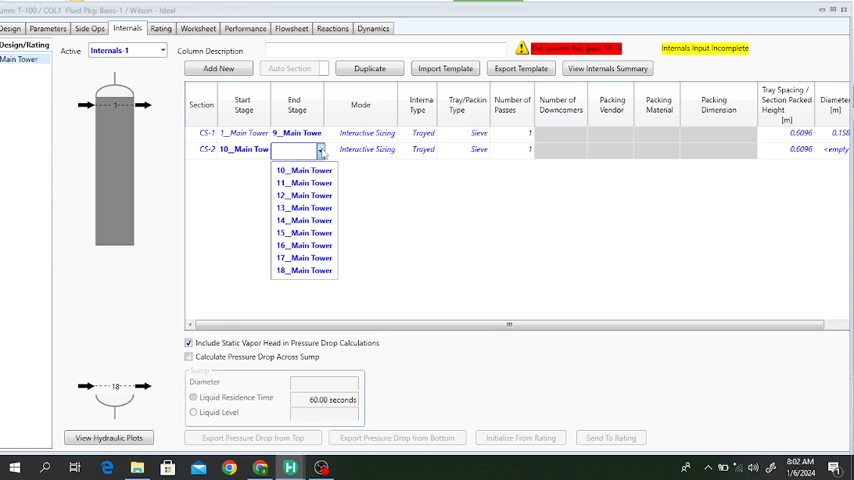 Column: T-100 / COL1 Fluid Pkg: Basis-1 / Wilson - Ideal
Design Parameters Side Ops Internals Rating Worksheet Performance Flowsheet Reactions Dynamics
Design/Rating
Main Tower
Active Internals-1 Column Description
The column has gaps 10-18
Internals Input Incomplete
Add New Auto Section Duplicate Import Template Export Template View Internals Summary
Section Start Stage End Stage Mode Interna Type Tray/Packin Type Number of Passes Number of Downcomers Packing Vendor Packing Material Packing Dimension Tray Spacing / Section Packed Height [m] Diameter [m]
CS-1 1__Main Tower 9__Main Towe Interactive Sizing Trayed Sieve 1 0.6096 0.158
CS-2 10__Main Tow Interactive Sizing Trayed Sieve 1 0.6096 <empty>
10__Main Tower
11__Main Tower
12__Main Tower
13__Main Tower
14__Main Tower
15__Main Tower
16__Main Tower
17__Main Tower
18__Main Tower
1
18
View Hydraulic Plots
Include Static Vapor Head in Pressure Drop Calculations
Calculate Pressure Drop Across Sump
Sump
Diameter
Liquid Residence Time 60.00 seconds
Liquid Level
Export Pressure Drop from Top Export Pressure Drop from Bottom Initialize From Rating Send To Rating
8:02 AM
1/6/2024